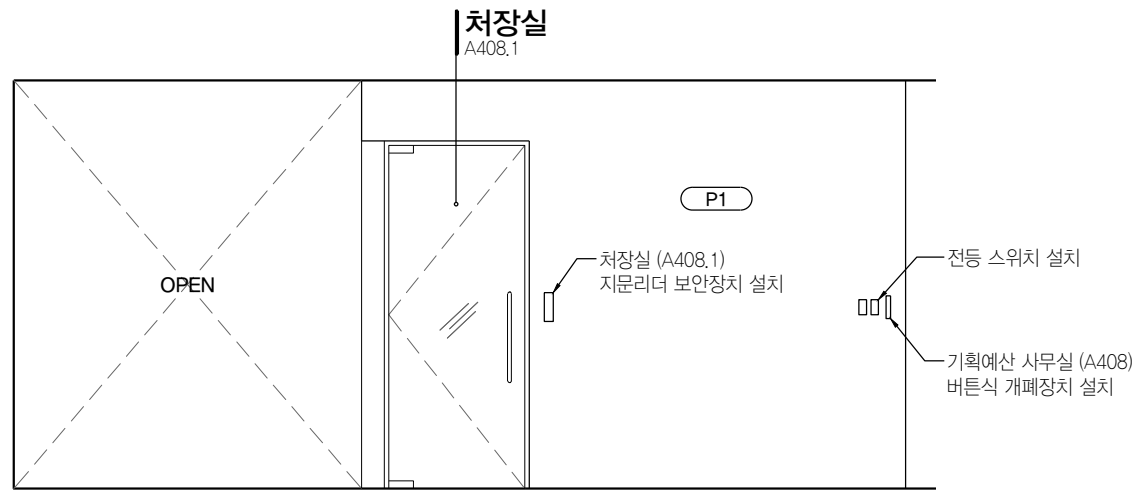 처장실
A408.1
P1
OPEN
처장실 (A408.1)
지문리더 보안장치 설치
전등 스위치 설치
기획예산 사무실 (A408)
버튼식 개폐장치 설치